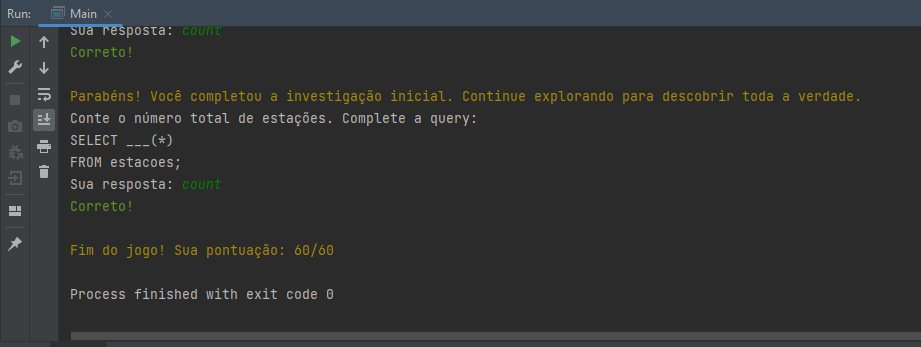 Run: Main
Sua resposta: count
Correto!
Parabéns! Você completou a investigação inicial. Continue explorando para descobrir toda a verdade.
Conte o número total de estações. Complete a query:
SELECT ___(*)
FROM estacoes;
Sua resposta: count
Correto!
Fim do jogo! Sua pontuação: 60/60
Process finished with exit code 0